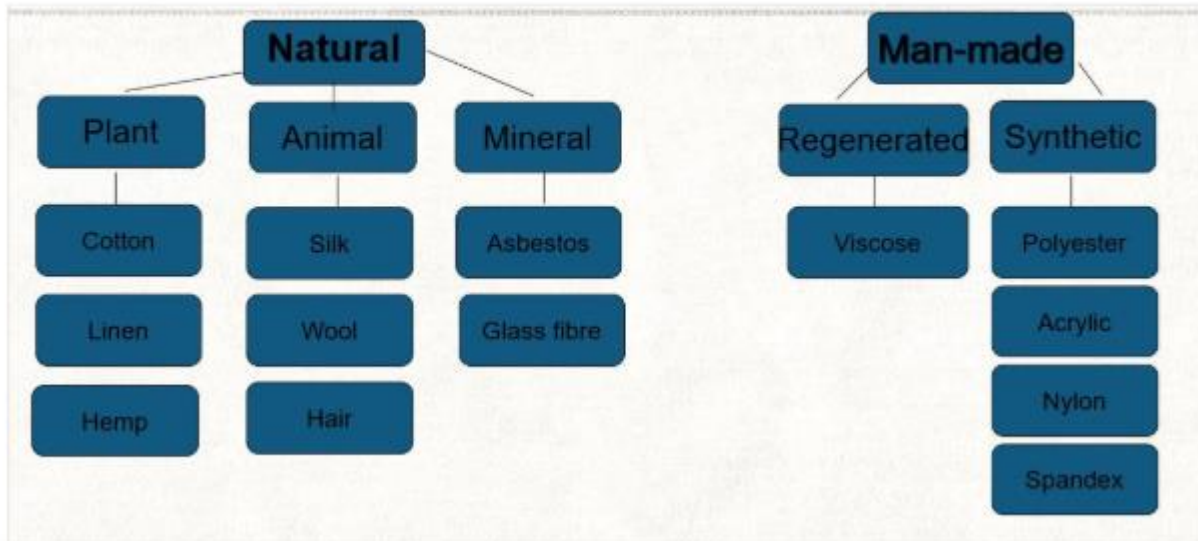 Natural
Man-made
Plant
Animal
Mineral
Regenerated
Synthetic
Cotton
Silk
Asbestos
Viscose
Polyester
Linen
Wool
Glass fibre
Acrylic
Hemp
Hair
Nylon
Spandex